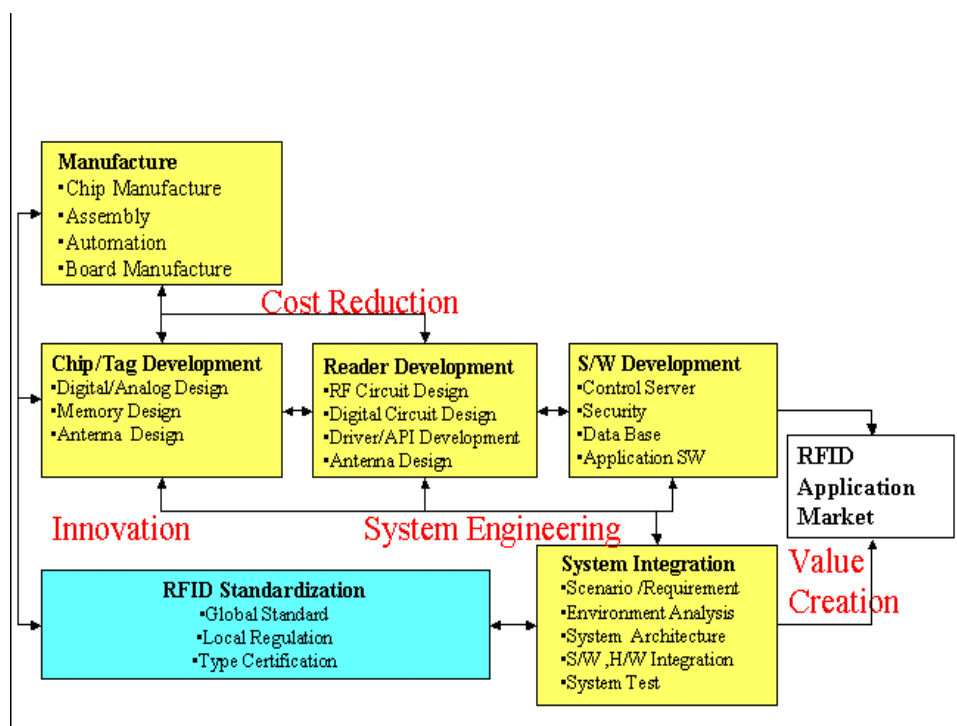 Manufacture
▪Chip Manufacture
▪Assembly
▪Automation
▪Board Manufacture
Cost Reduction
Chip/Tag Development
▪Digital/Analog Design
▪Memory Design
▪Antenna Design
Reader Development
▪RF Circuit Design
▪Digital Circuit Design
▪Driver/API Development
▪Antenna Design
S/W Development
▪Control Server
▪Security
▪Data Base
▪Application SW
RFID
Application
Market
Innovation
System Engineering
Value
Creation
RFID Standardization
▪Global Standard
▪Local Regulation
▪Type Certification
System Integration
▪Scenario /Requirement
▪Environment Analysis
▪System Architecture
▪S/W ,H/W Integration
▪System Test